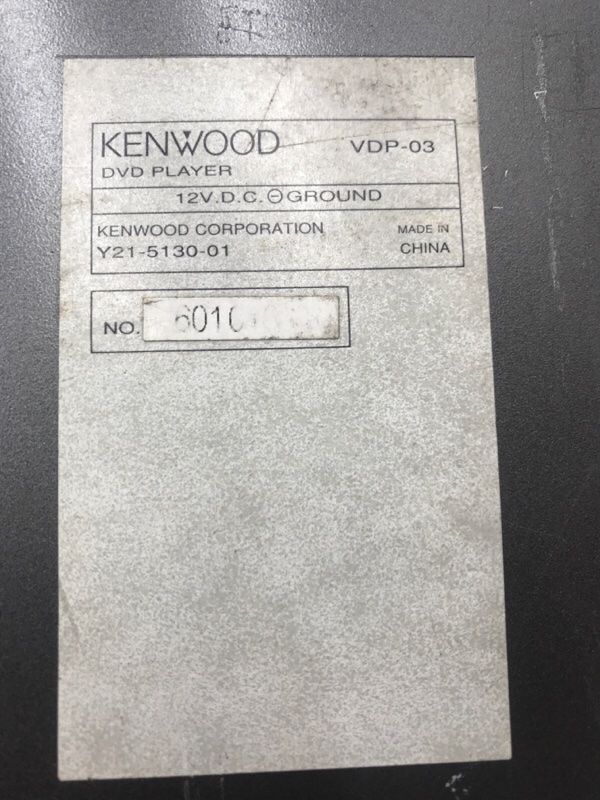 KENWOOD VDP-03
DVD PLAYER
12V.D.C.⊖GROUND
KENWOOD CORPORATION MADE IN
Y21-5130-01 CHINA
NO.